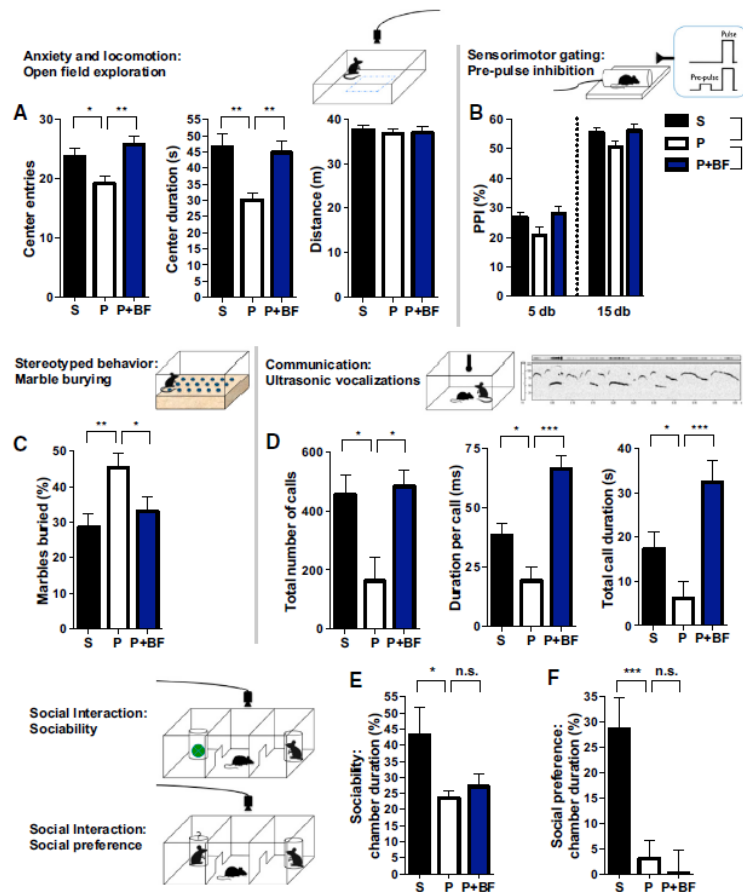 Anxiety and locomotion:
Open field exploration
Sensorimotor gating:
Pre-pulse inhibition
Pulse
Pre-pulse
A
* **
Center entries
30
20
10
0
S P P+BF
** **
Center duration (s)
55
50
45
40
35
30
25
20
15
10
5
0
S P P+BF
Distance (m)
40
30
20
10
0
S P P+BF
B
PPI (%)
60
50
40
30
20
10
0
5 db 15 db
S
P
P+BF
Stereotyped behavior:
Marble burying
Communication:
Ultrasonic vocalizations
C
** *
Marbles buried (%)
50
40
30
20
10
0
S P P+BF
D
* *
Total number of calls
600
400
200
0
S P P+BF
* ***
Duration per call (ms)
75
50
25
0
S P P+BF
* ***
Total call duration (s)
40
30
20
10
0
S P P+BF
Social Interaction:
Sociability
Social Interaction:
Social preference
E
* n.s.
Sociability:
chamber duration (%)
55
50
45
40
35
30
25
20
15
10
5
0
S P P+BF
F
*** n.s.
Social preference:
chamber duration (%)
35
30
25
20
15
10
5
0
S P P+BF